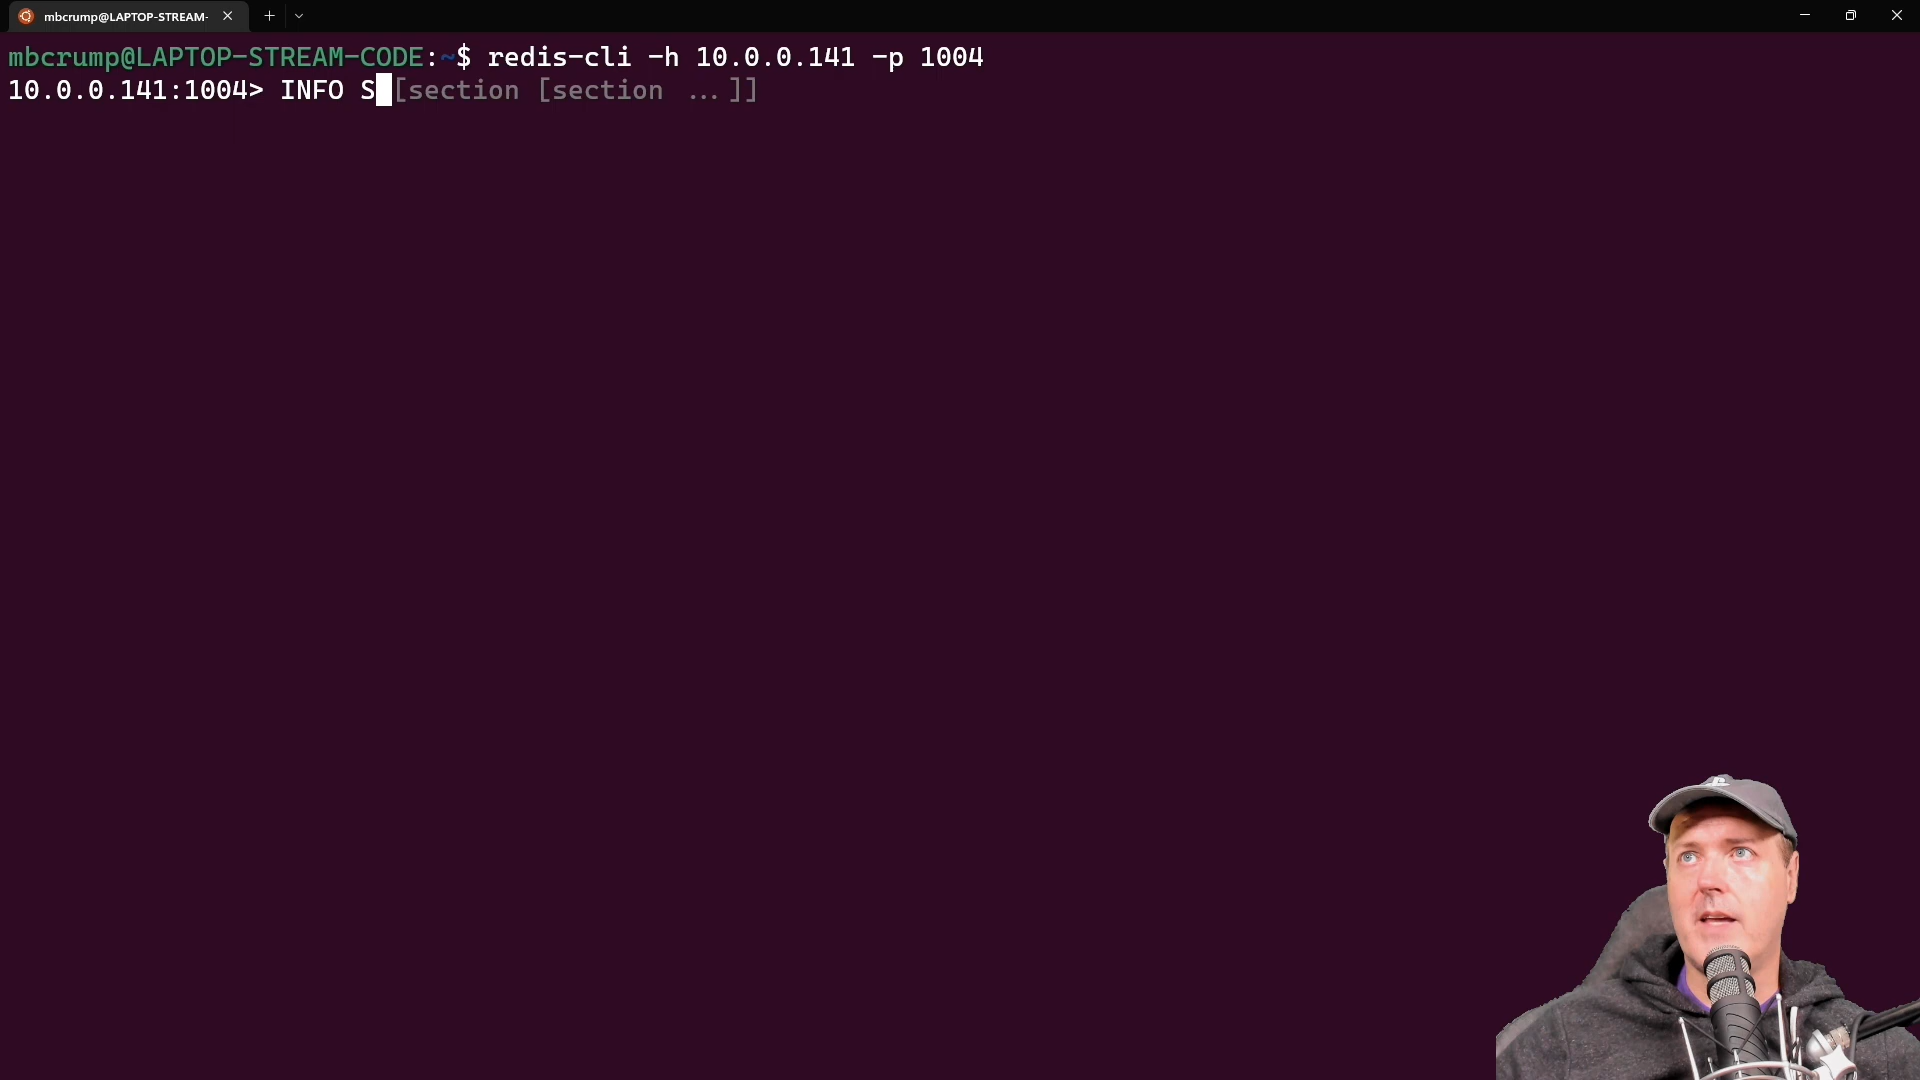 mbcrump@LAPTOP-STREAM-
mbcrump@LAPTOP-STREAM-CODE:~$ redis-cli -h 10.0.0.141 -p 1004
10.0.0.141:1004> INFO S [section [section ...]]